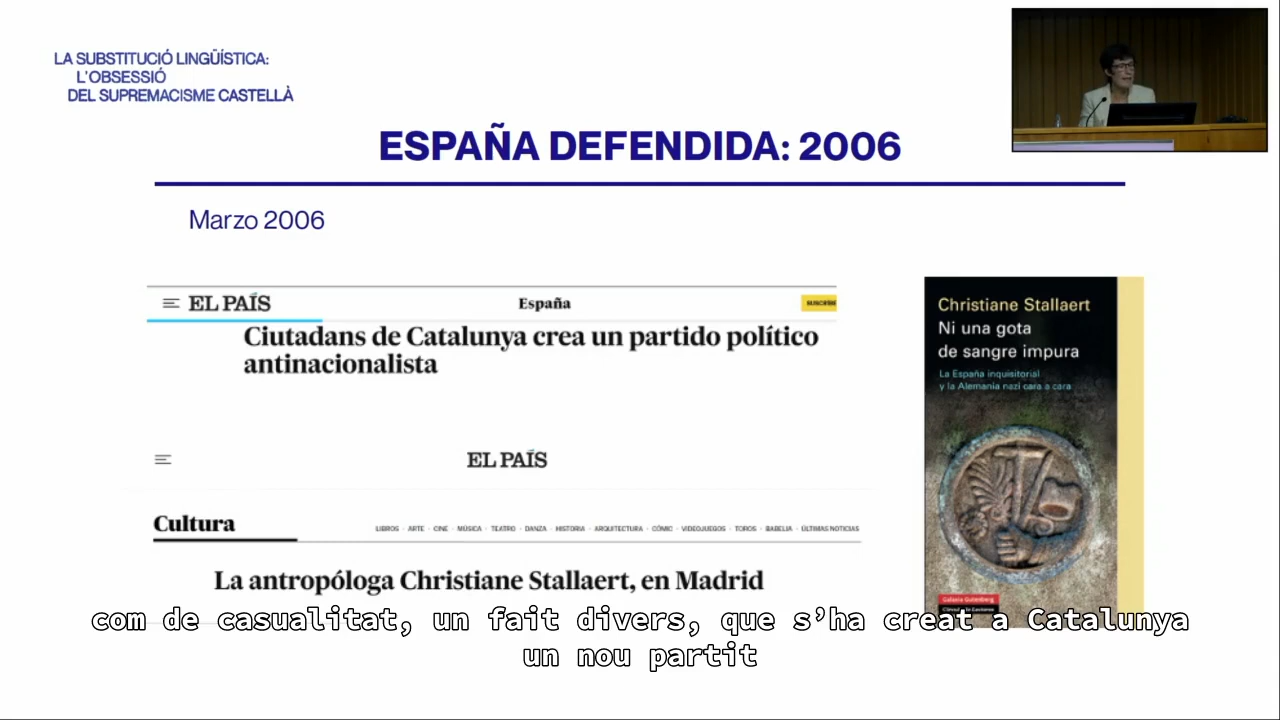 LA SUBSTITUCIÓ LINGÜÍSTICA:
L'OBSESSIÓ
DEL SUPREMACISME CASTELLÀ
ESPAÑA DEFENDIDA: 2006
Marzo 2006
EL PAÍS
España
SUSCRÍBETE
Ciutadans de Catalunya crea un partido político
antinacionalista
EL PAÍS
Cultura
LIBROS · ARTE · CINE · MÚSICA · TEATRO · DANZA · HISTORIA · ARQUITECTURA · CÓMIC · VIDEOJUEGOS · TOROS · BABELIA · ÚLTIMAS NOTICIAS
La antropóloga Christiane Stallaert, en Madrid
Christiane Stallaert
Ni una gota
de sangre impura
La España inquisitorial
y la Alemania nazi cara a cara
Galaxia Gutenberg
Círculo de Lectores
com de casualitat, un fait divers, que s'ha creat a Catalunya
un nou partit